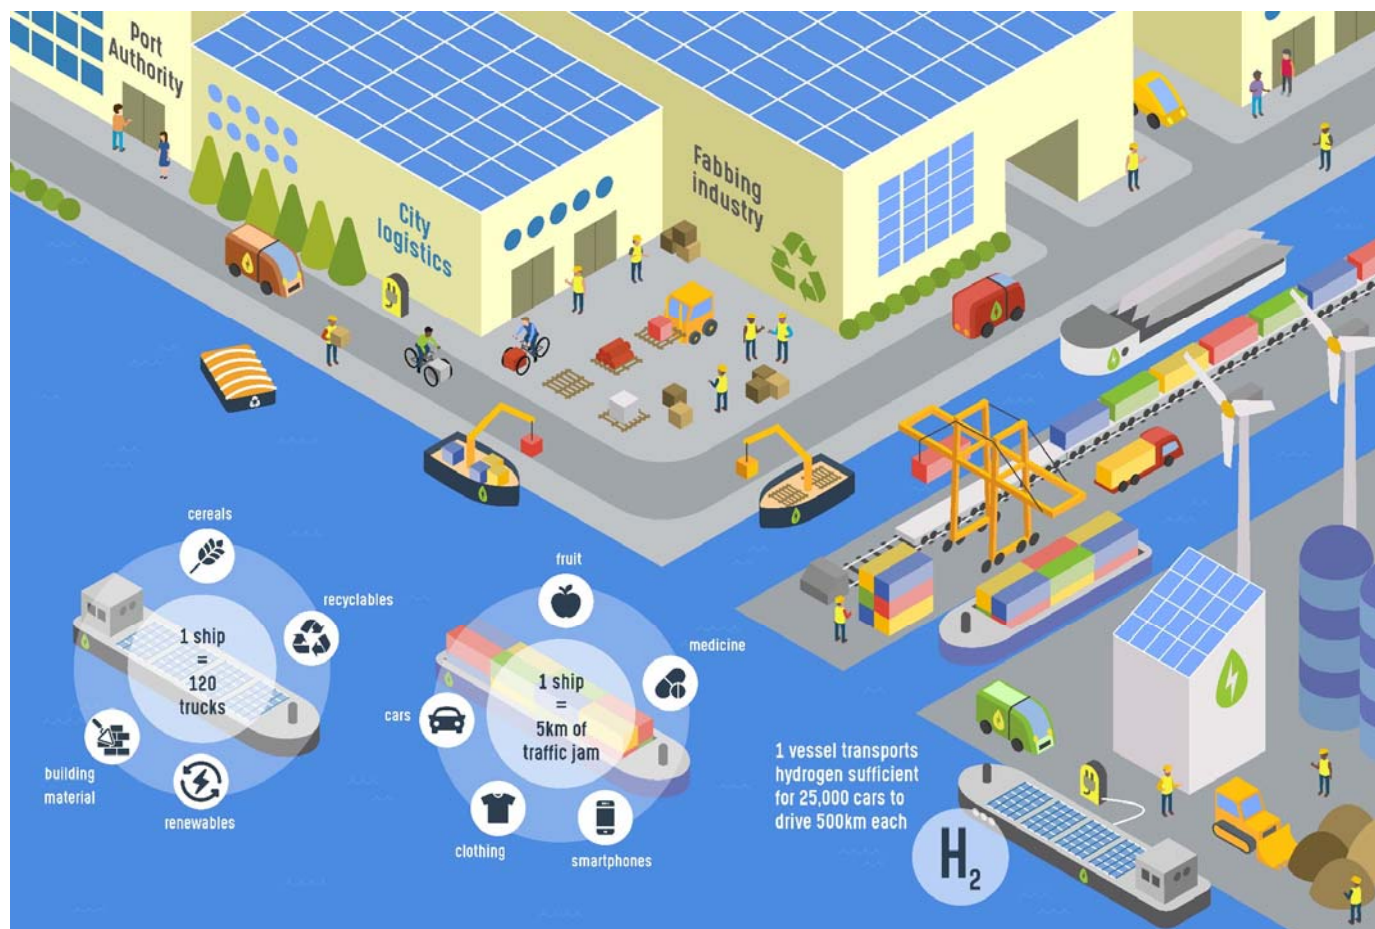 Port
Authority
City
logistics
Fabbing
industry
cereals
recyclables
1 ship
=
120
trucks
building
material
renewables
fruit
medicine
cars
1 ship
=
5km of
traffic jam
clothing
smartphones
1 vessel transports
hydrogen sufficient
for 25,000 cars to
drive 500km each
H₂